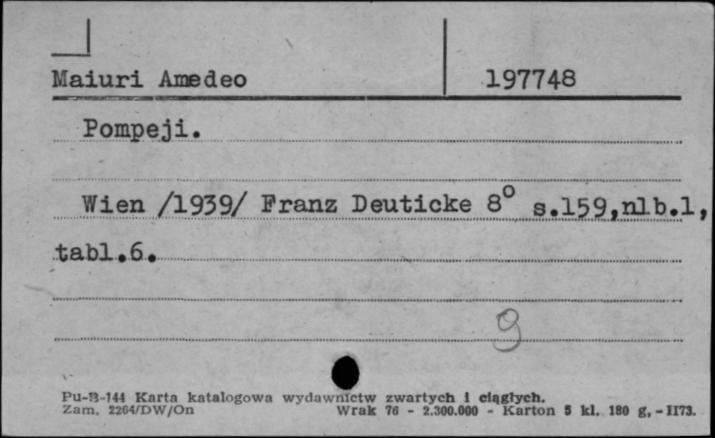 Maiuri Amedeo 197748
Pompeji.
Wien /1939/ Franz Deuticke 8° s.159,nlb.1,
tabl.6.
9
Pu-B-144 Karta katalogowa wydawnictw zwartych i ciągłych.
Zam. 2264/DW/On Wrak 76 - 2.300.000 - Karton 5 kl. 180 g. - II73.